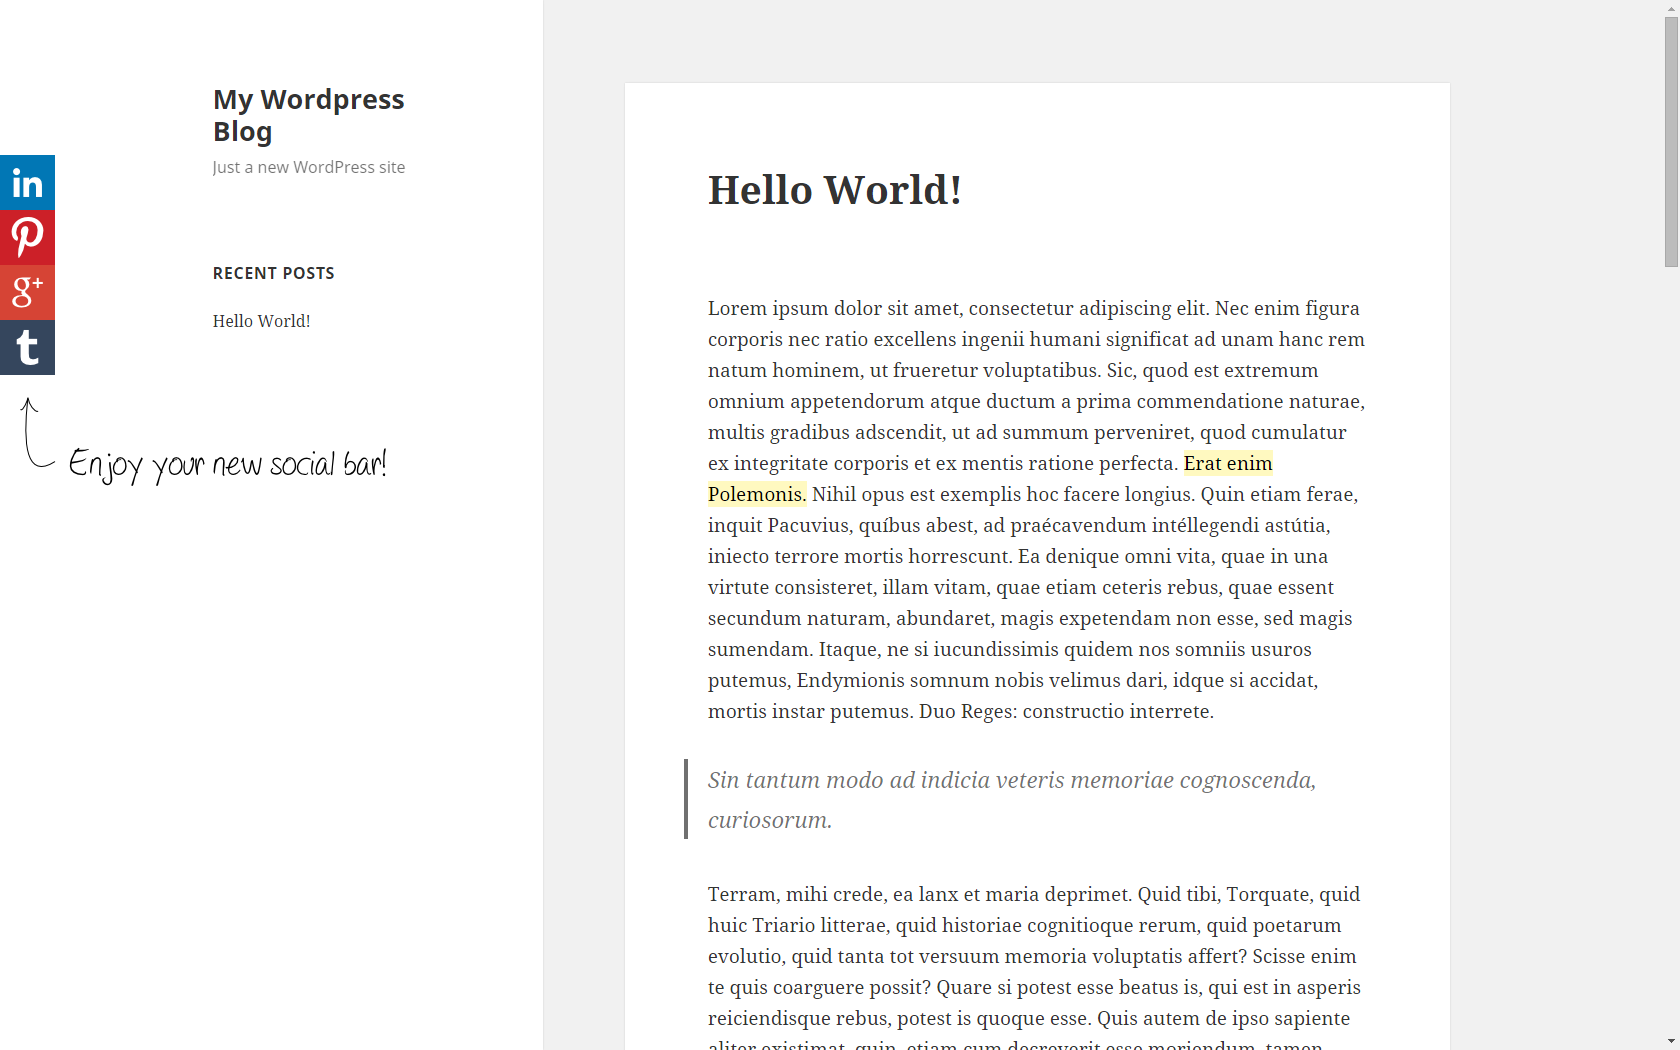 My Wordpress
Blog
Just a new WordPress site
in
g+
t
RECENT POSTS
Hello World!
Enjoy your new social bar!
Hello World!
Lorem ipsum dolor sit amet, consectetur adipiscing elit. Nec enim figura
corporis nec ratio excellens ingenii humani significat ad unam hanc rem
natum hominem, ut frueretur voluptatibus. Sic, quod est extremum
omnium appetendorum atque ductum a prima commendatione naturae,
multis gradibus adscendit, ut ad summum perveniret, quod cumulatur
ex integritate corporis et ex mentis ratione perfecta. Erat enim
Polemonis. Nihil opus est exemplis hoc facere longius. Quin etiam ferae,
inquit Pacuvius, quíbus abest, ad praécavendum intéllegendi astútia,
iniecto terrore mortis horrescunt. Ea denique omni vita, quae in una
virtute consisteret, illam vitam, quae etiam ceteris rebus, quae essent
secundum naturam, abundaret, magis expetendam non esse, sed magis
sumendam. Itaque, ne si iucundissimis quidem nos somniis usuros
putemus, Endymionis somnum nobis velimus dari, idque si accidat,
mortis instar putemus. Duo Reges: constructio interrete.
Sin tantum modo ad indicia veteris memoriae cognoscenda,
curiosorum.
Terram, mihi crede, ea lanx et maria deprimet. Quid tibi, Torquate, quid
huic Triario litterae, quid historiae cognitioque rerum, quid poetarum
evolutio, quid tanta tot versuum memoria voluptatis affert? Scisse enim
te quis coarguere possit? Quare si potest esse beatus is, qui est in asperis
reiciendisque rebus, potest is quoque esse. Quis autem de ipso sapiente
aliter existimat, quin, etiam cum decreverit esse moriendum, tamen